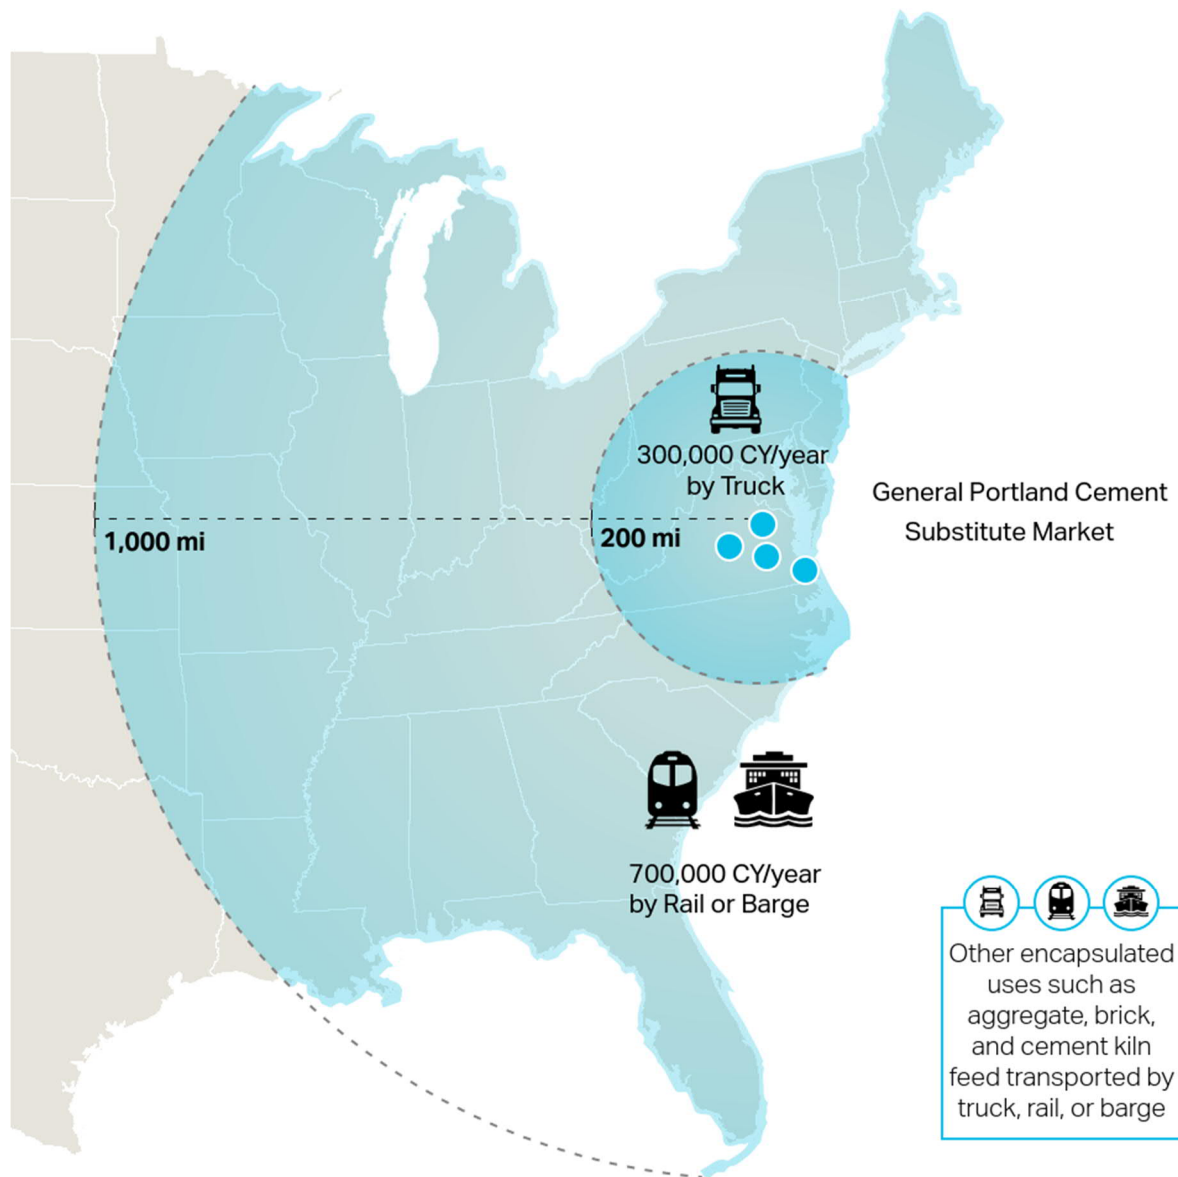 300,000 CY/year
by Truck
General Portland Cement
Substitute Market
1,000 mi
200 mi
700,000 CY/year
by Rail or Barge
Other encapsulated
uses such as
aggregate, brick,
and cement kiln
feed transported by
truck, rail, or barge